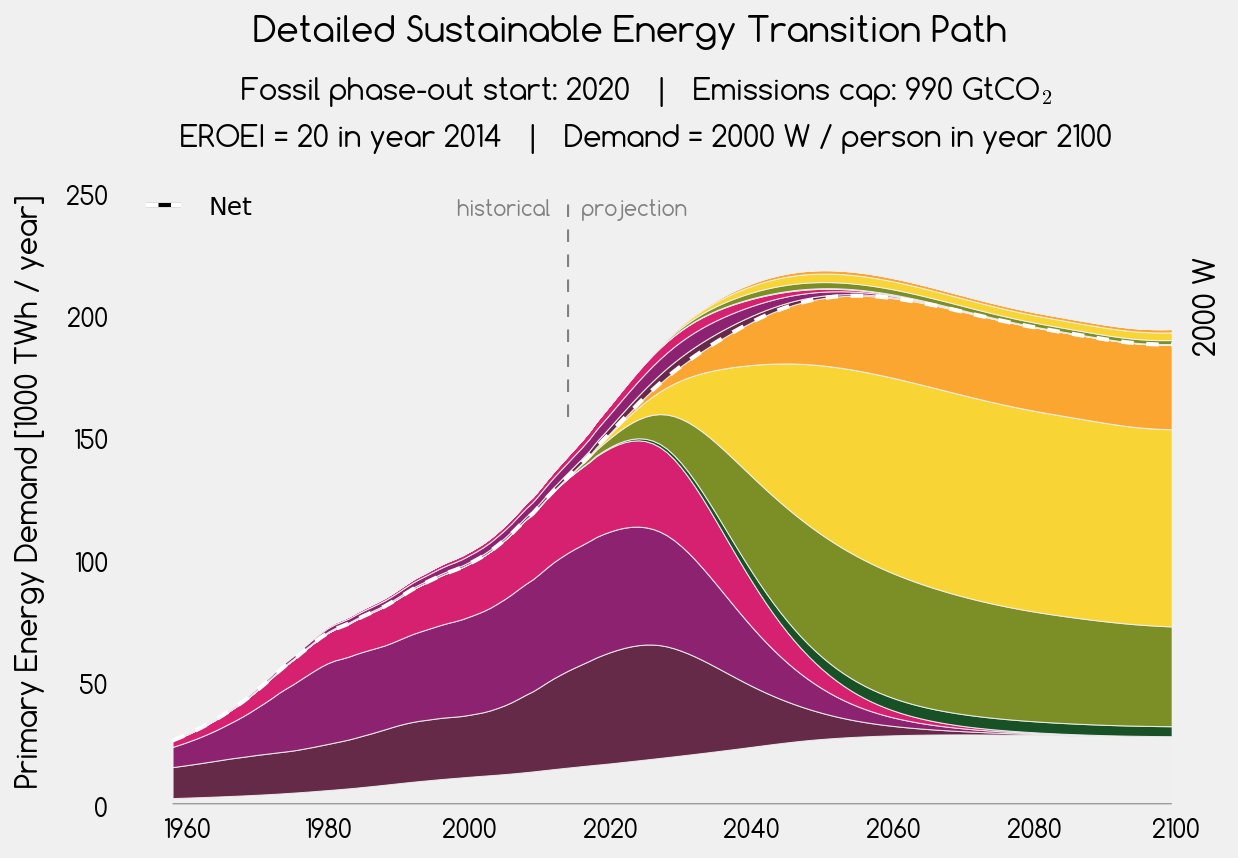 Detailed Sustainable Energy Transition Path
Fossil phase-out start: 2020 | Emissions cap: 990 GtCO₂
EROEI = 20 in year 2014 | Demand = 2000 W / person in year 2100
Primary Energy Demand [1000 TWh / year]
250
200
150
100
50
0
Net
historical
projection
2000 W
1960 1980 2000 2020 2040 2060 2080 2100